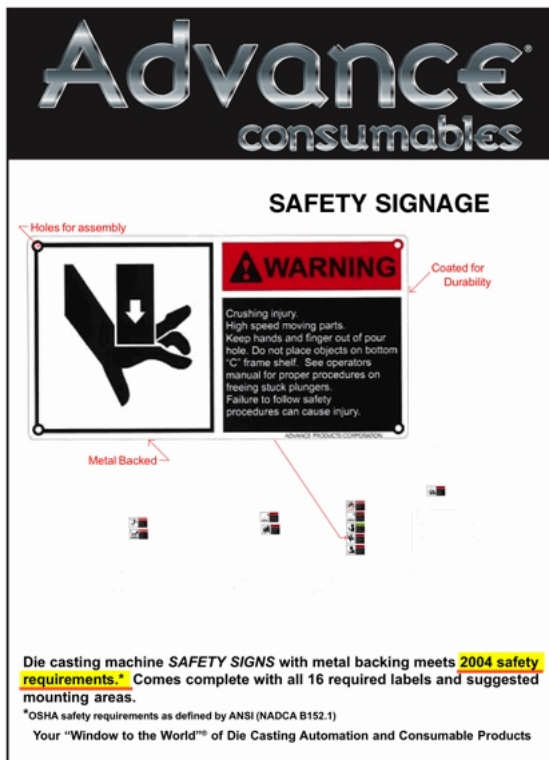 Advance®
consumables
SAFETY SIGNAGE
Holes for assembly
WARNING
Coated for
Durability
Crushing injury.
High speed moving parts.
Keep hands and finger out of pour
hole. Do not place objects on bottom
"C" frame shelf. See operators
manual for proper procedures on
freeing stuck plungers.
Failure to follow safety
procedures can cause injury.
ADVANCE PRODUCTS CORPORATION
Metal Backed
Die casting machine SAFETY SIGNS with metal backing meets 2004 safety
requirements.* Comes complete with all 16 required labels and suggested
mounting areas.
*OSHA safety requirements as defined by ANSI (NADCA B152.1)
Your "Window to the World"® of Die Casting Automation and Consumable Products